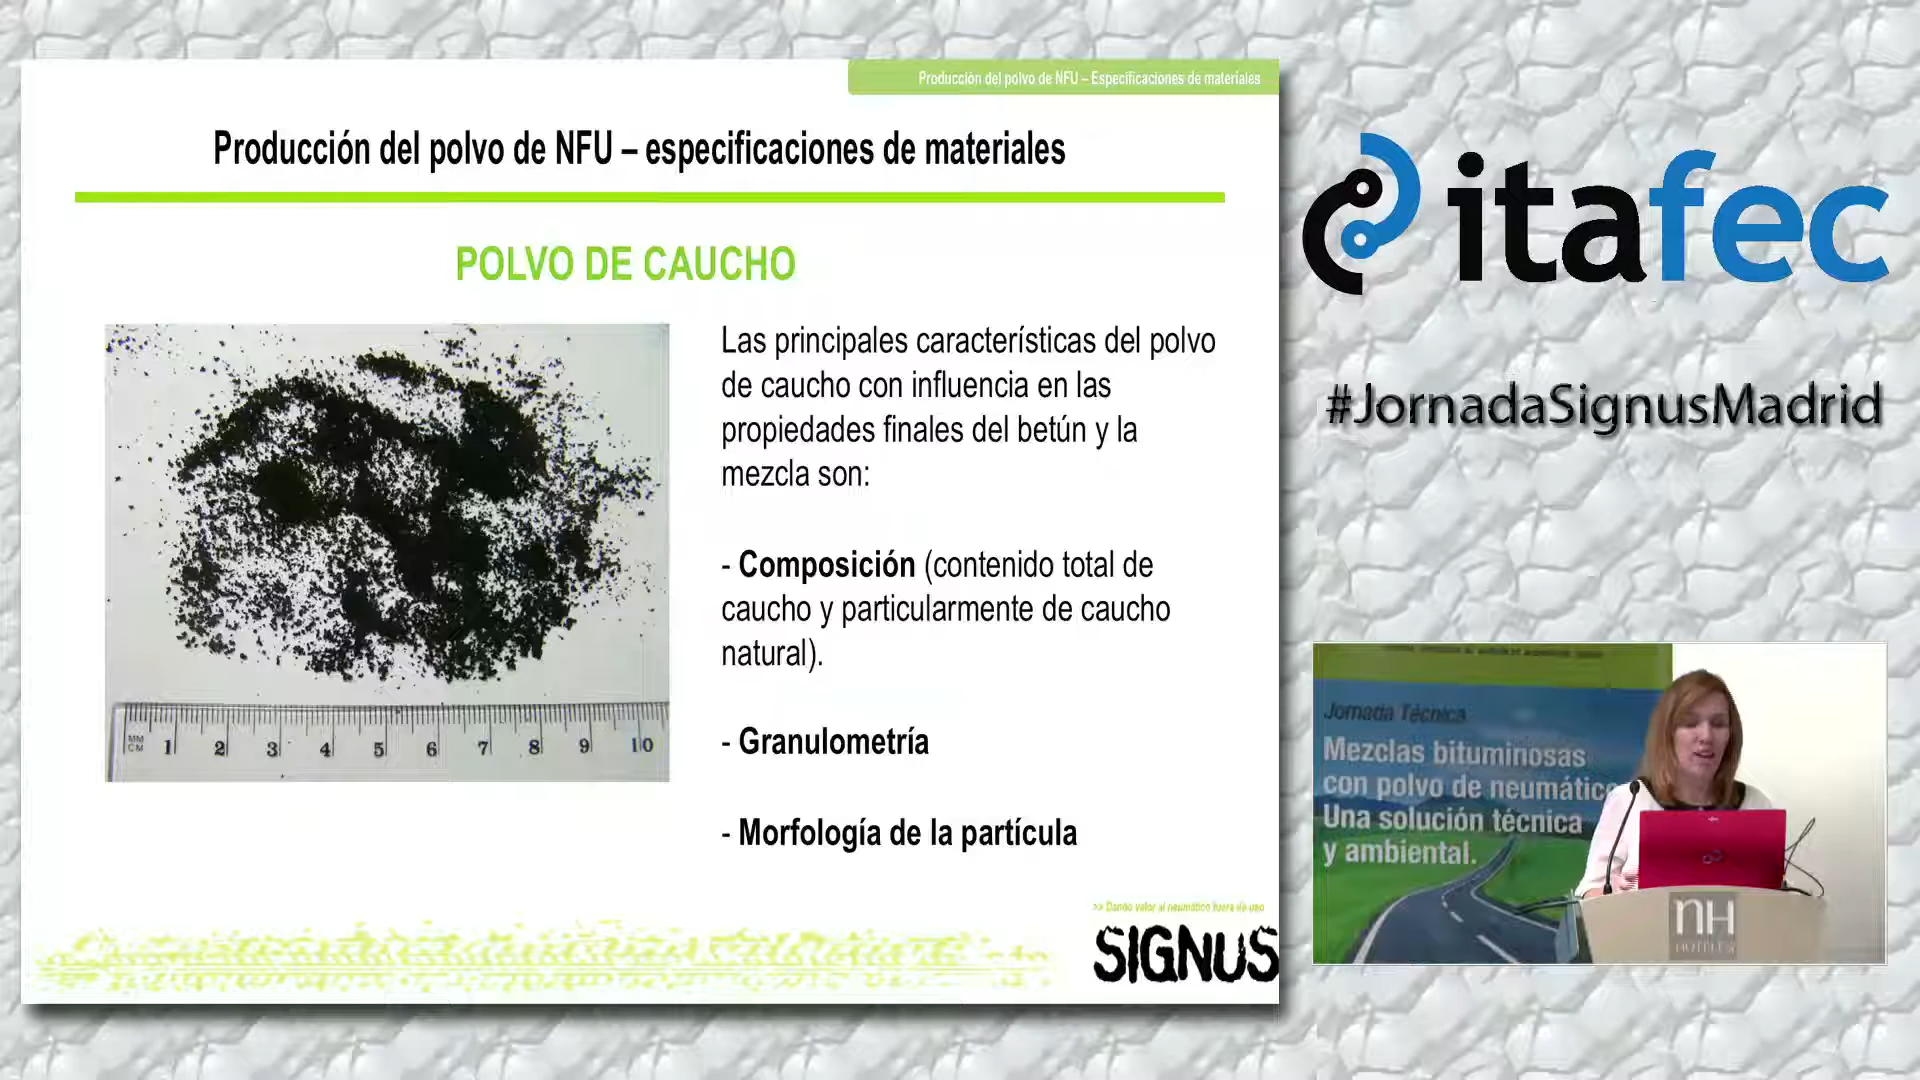 Producción del polvo de NFU – Especificaciones de materiales
Producción del polvo de NFU – especificaciones de materiales
POLVO DE CAUCHO
Las principales características del polvo
de caucho con influencia en las
propiedades finales del betún y la
mezcla son:
- Composición (contenido total de
caucho y particularmente de caucho
natural).
- Granulometría
- Morfología de la partícula
MM
CM 1 2 3 4 5 6 7 8 9 10
>> Dando valor al neumático fuera de uso
SIGNUS
itafec
#JornadaSignusMadrid
Jornada Técnica
Mezclas bituminosas
con polvo de neumático
Una solución técnica
y ambiental.
NH
HOTELES